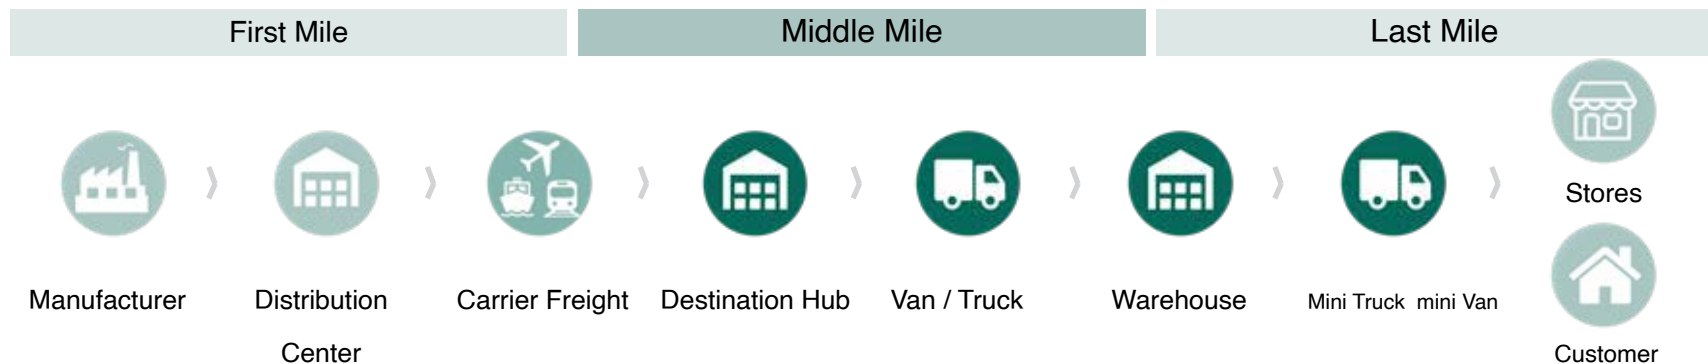 First Mile
Middle Mile
Last Mile
Stores
Manufacturer
Distribution
Center
Carrier Freight
Destination Hub
Van / Truck
Warehouse
Mini Truck mini Van
Customer